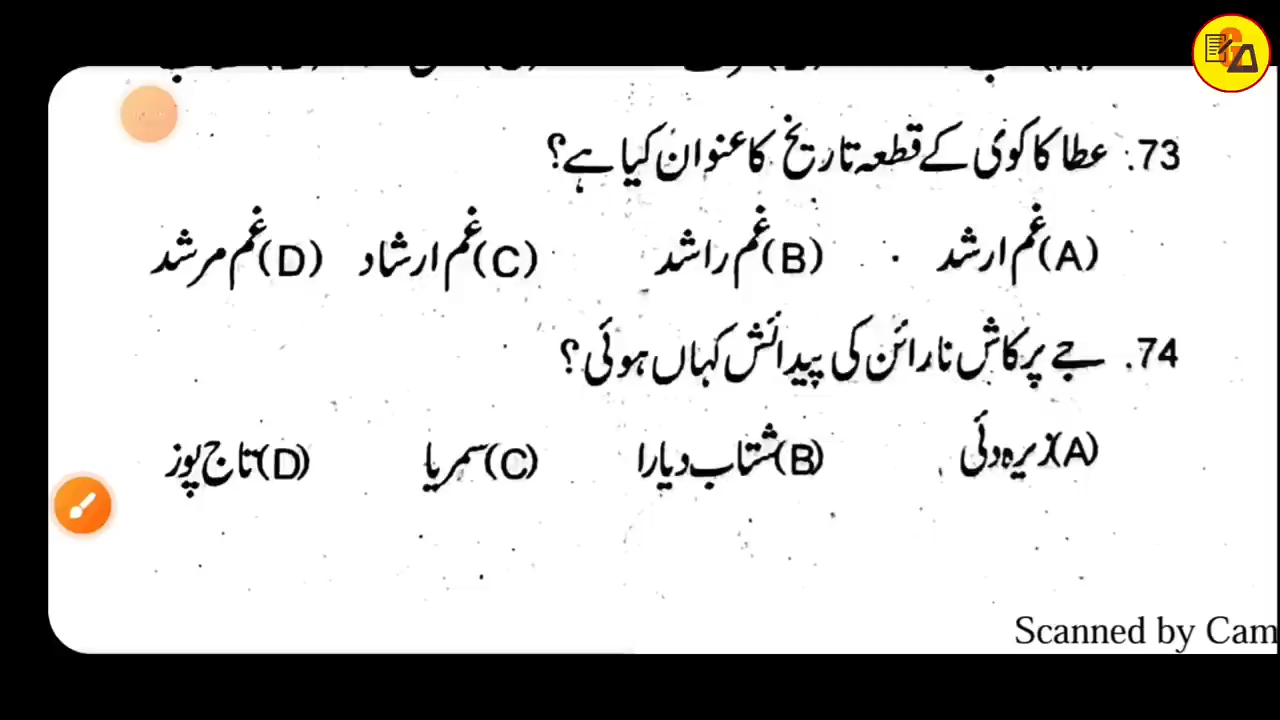 73. عطا کاکوی کے قطعہ تاریخ کا عنوان کیا ہے؟
(A) غم ارشد (B) غم راشد (C) غم ارشاد (D) غم مرشد
74. جے پرکاش نارائن کی پیدائش کہاں ہوئی؟
(A) زیرہ دئی (B) شتاب دیارا (C) سمریا (D) تاج پوز
Scanned by Cam